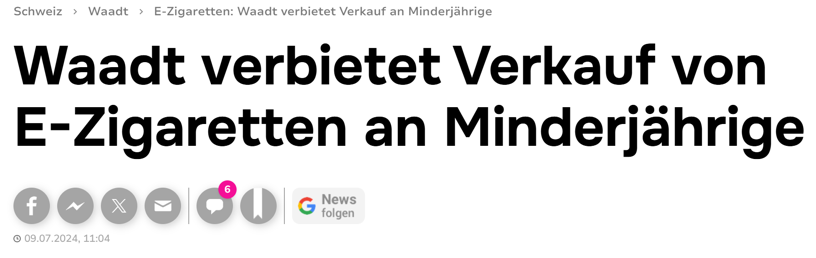 Schweiz > Waadt > E-Zigaretten: Waadt verbietet Verkauf an Minderjährige
Waadt verbietet Verkauf von
E-Zigaretten an Minderjährige
6
News
folgen
09.07.2024, 11:04